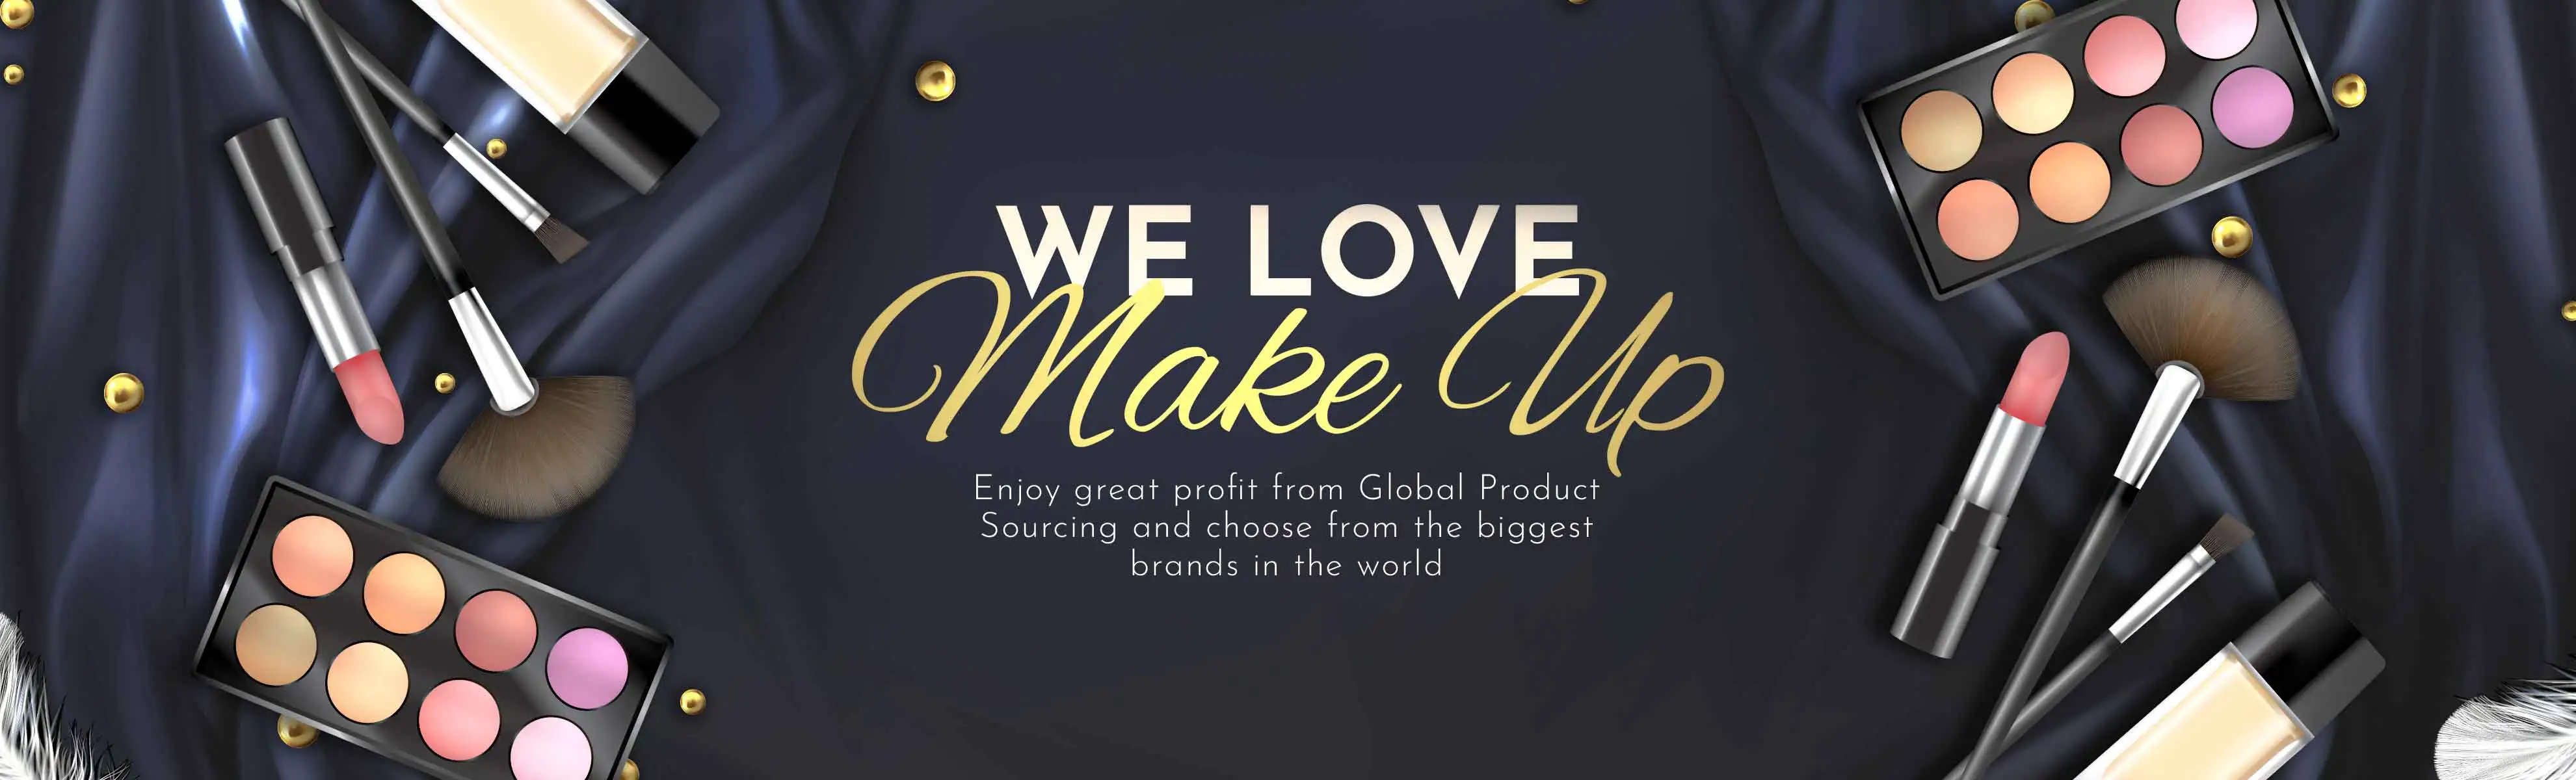 WE LOVE
Make Up
Enjoy great profit from Global Product
Sourcing and choose from the biggest
brands in the world